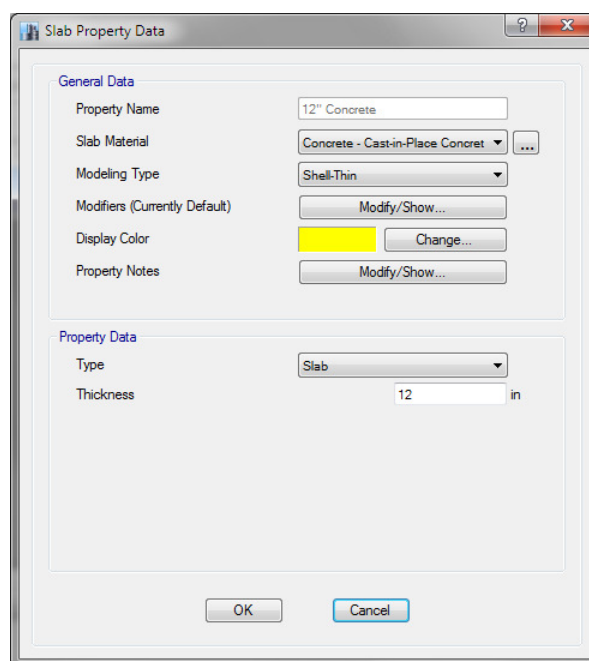 Slab Property Data
?
General Data
Property Name 12" Concrete
Slab Material Concrete - Cast-in-Place Concret ...
Modeling Type Shell-Thin
Modifiers (Currently Default) Modify/Show...
Display Color Change...
Property Notes Modify/Show...
Property Data
Type Slab
Thickness 12 in
OK Cancel